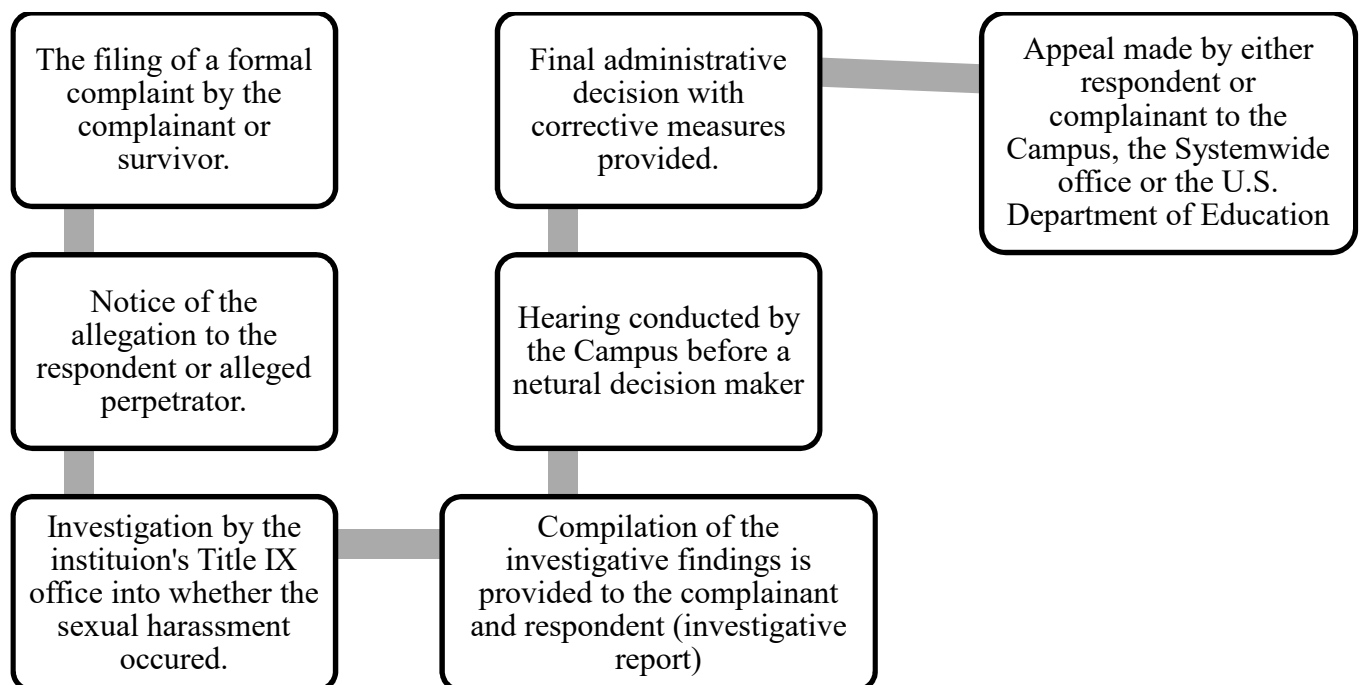 The filing of a formal
complaint by the
complainant or
survivor.
Notice of the
allegation to the
respondent or alleged
perpetrator.
Investigation by the
instituion's Title IX
office into whether the
sexual harassment
occured.
Compilation of the
investigative findings is
provided to the complainant
and respondent (investigative
report)
Hearing conducted by
the Campus before a
netural decision maker
Final administrative
decision with
corrective measures
provided.
Appeal made by either
respondent or
complainant to the
Campus, the Systemwide
office or the U.S.
Department of Education